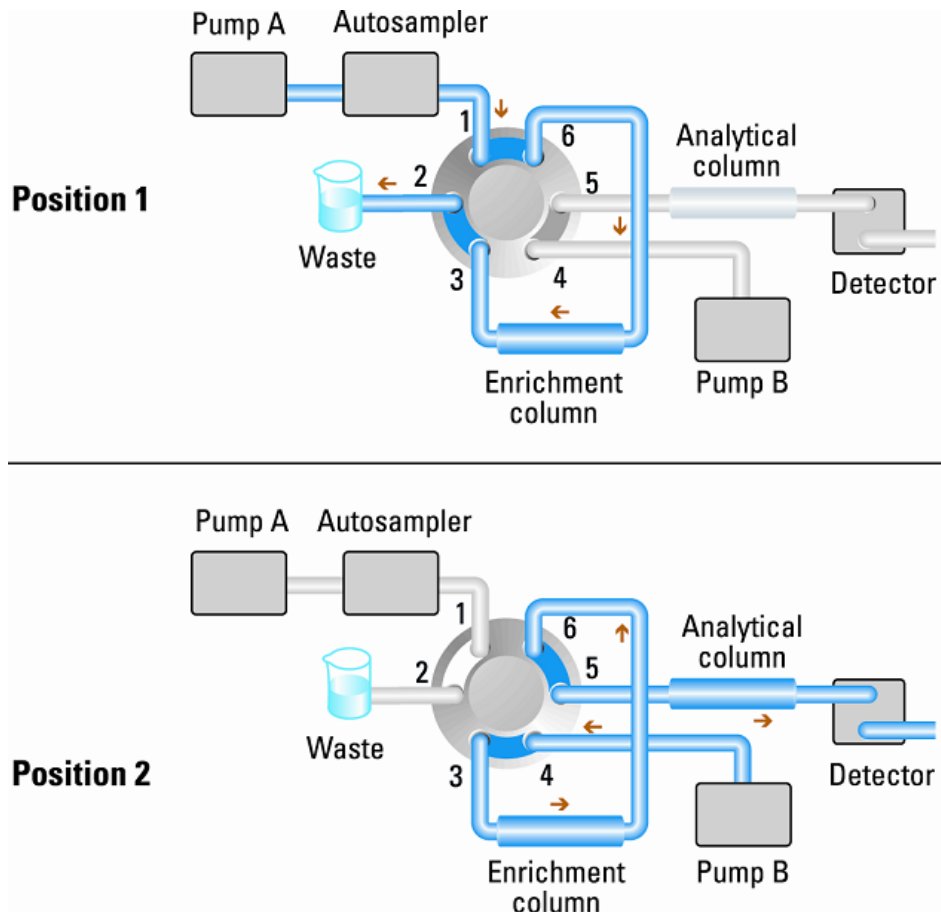 Pump A
Autosampler
1
6
Analytical
column
2
5
Position 1
Waste
3
4
Detector
Enrichment
column
Pump B
Pump A
Autosampler
1
6
Analytical
column
2
5
Waste
Position 2
3
4
Detector
Enrichment
column
Pump B